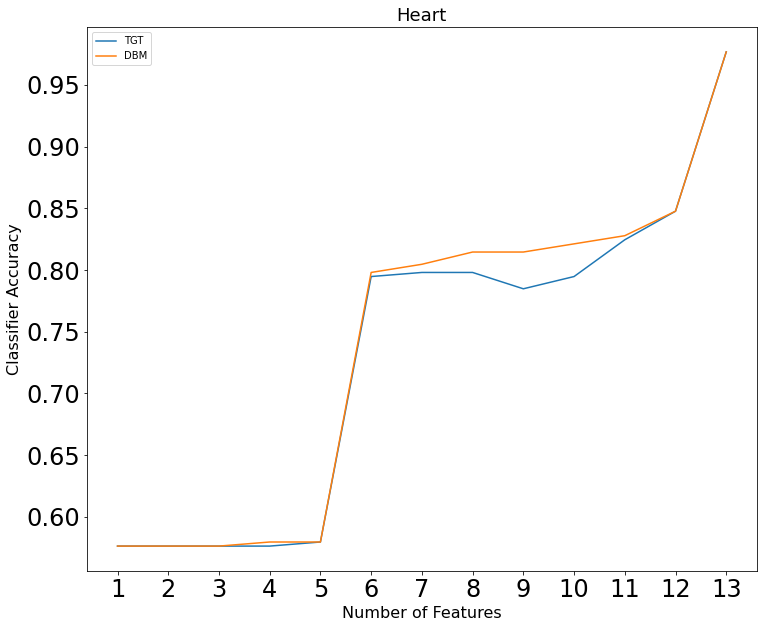 Heart
TGT
DBM
Classifier Accuracy
0.95
0.90
0.85
0.80
0.75
0.70
0.65
0.60
1 2 3 4 5 6 7 8 9 10 11 12 13
Number of Features